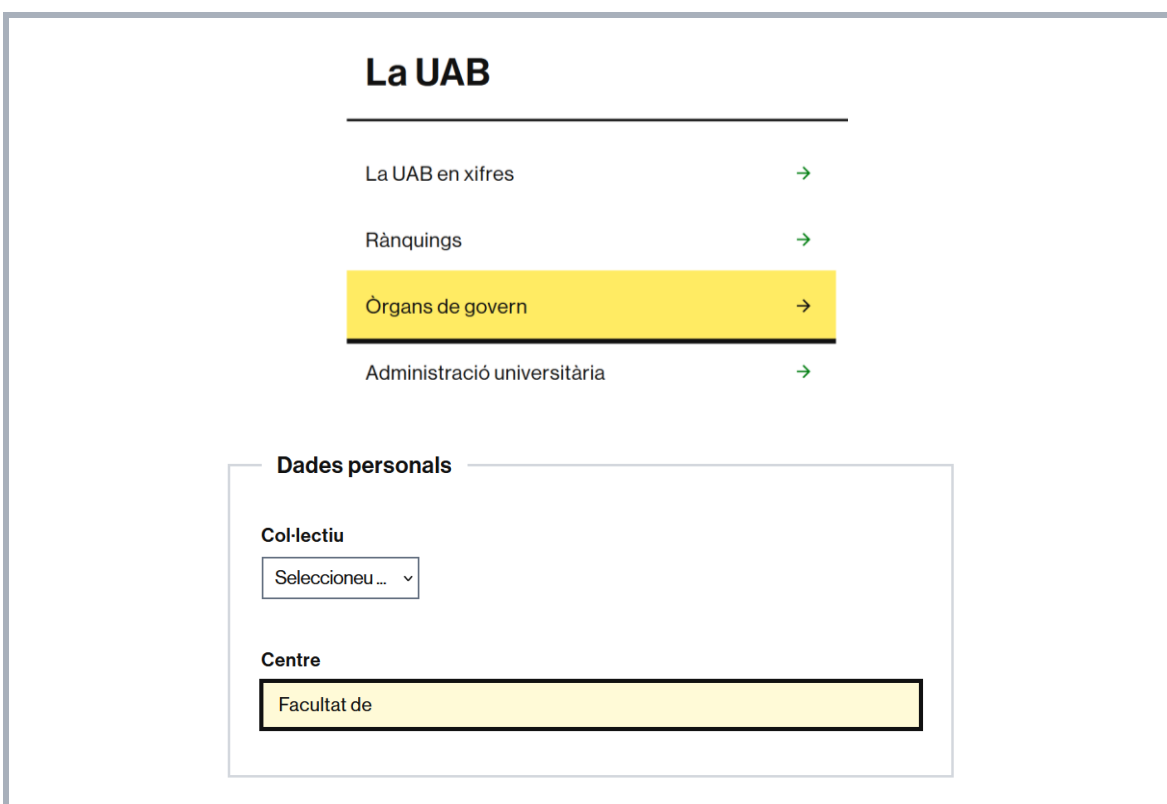 La UAB
La UAB en xifres
Rànquings
Òrgans de govern
Administració universitària
Dades personals
Col·lectiu
Seleccioneu ...
Centre
Facultat de